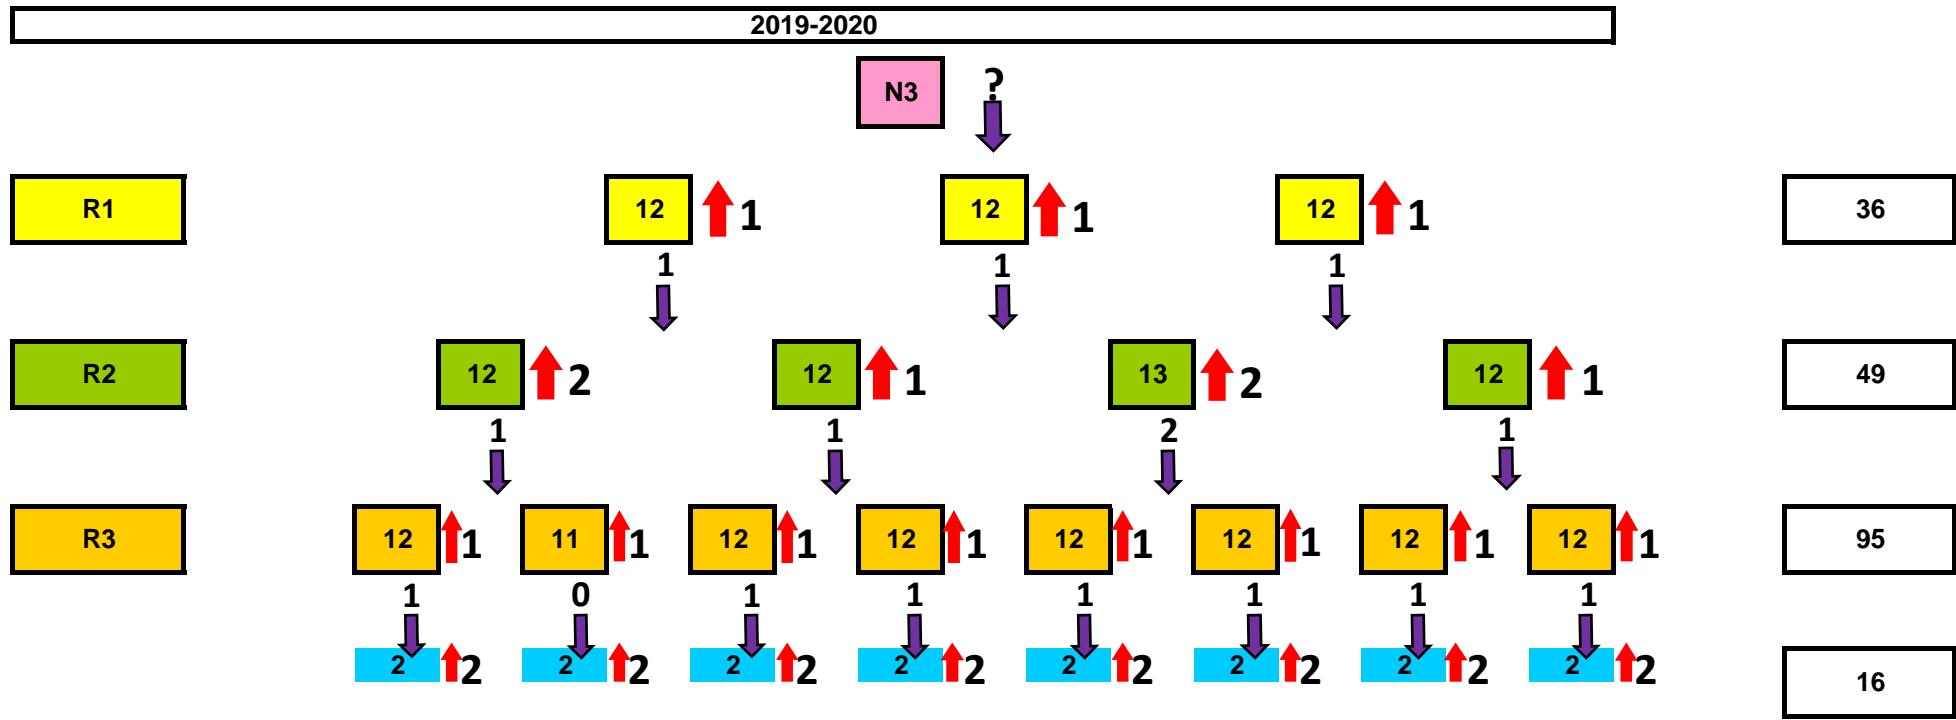 2019-2020
N3 ?
R1 12 1 12 1 12 1 36
1 1 1
R2 12 2 12 1 13 2 12 1 49
1 1 2 1
R3 12 1 11 1 12 1 12 1 12 1 12 1 12 1 12 1 95
1 0 1 1 1 1 1 1
2 2 2 2 2 2 2 2 2 2 2 2 2 2 2 2 16